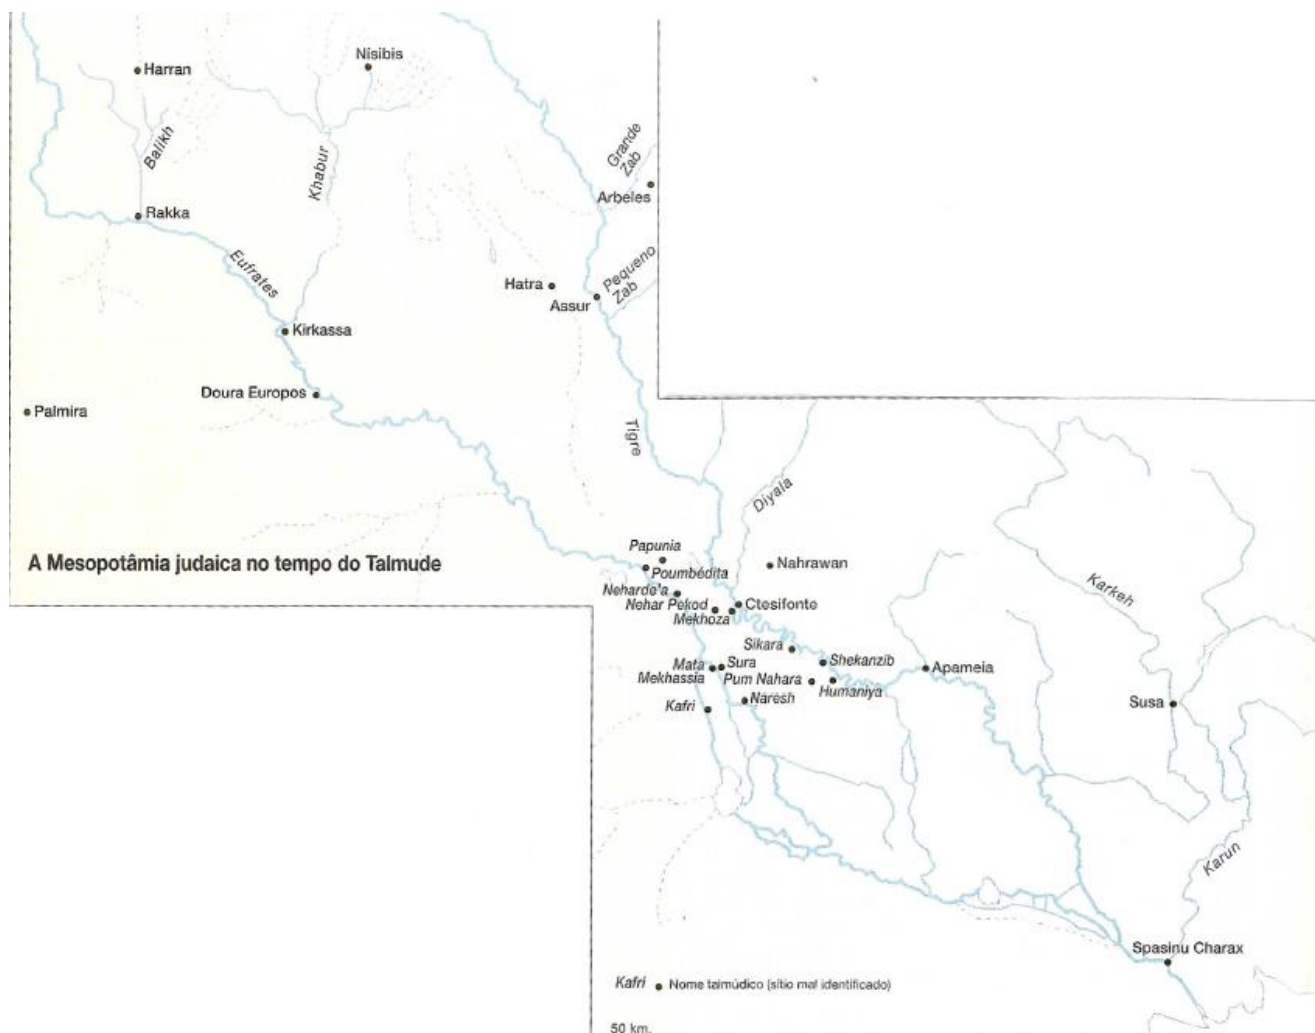 Nisibis
Harran
Balikh
Khabur
Grande
Zab
Arbeles
Rakka
Eufrates
Pequeno
Zab
Hatra
Assur
Kirkassa
Doura Europos
Palmira
Tigre
Diyala
A Mesopotâmia judaica no tempo do Talmude
Papunia
Poumbédita
Nahrawan
Neharde'a
Nehar Pekod
Ctesifonte
Mekhoza
Karkeh
Sikara
Shekanzib
Apameia
Mata
Mekhassia
Sura
Pum Nahara
Humaniya
Naresh
Kafri
Susa
Karun
Spasinu Charax
Kafri Nome talmúdico (sítio mal identificado)
50 km.